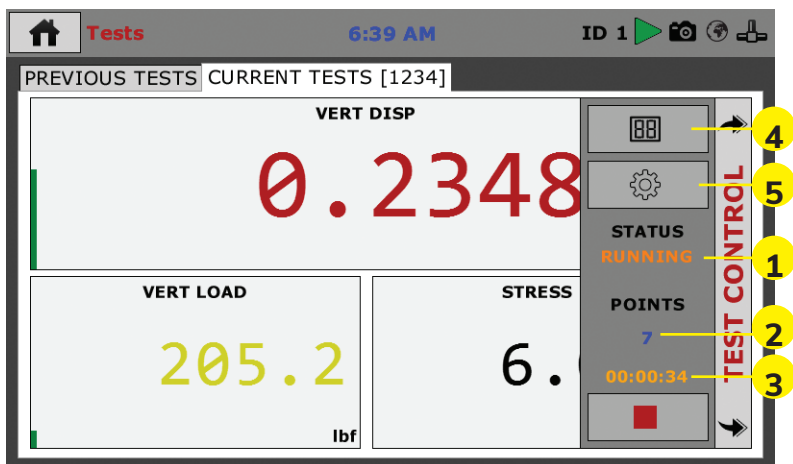 Tests 6:39 AM ID 1
PREVIOUS TESTS CURRENT TESTS [1234]
VERT DISP
0.2348
VERT LOAD
205.2
lbf
STRESS
6.
88
STATUS
RUNNING
POINTS
7
00:00:34
TEST CONTROL
4
5
1
2
3